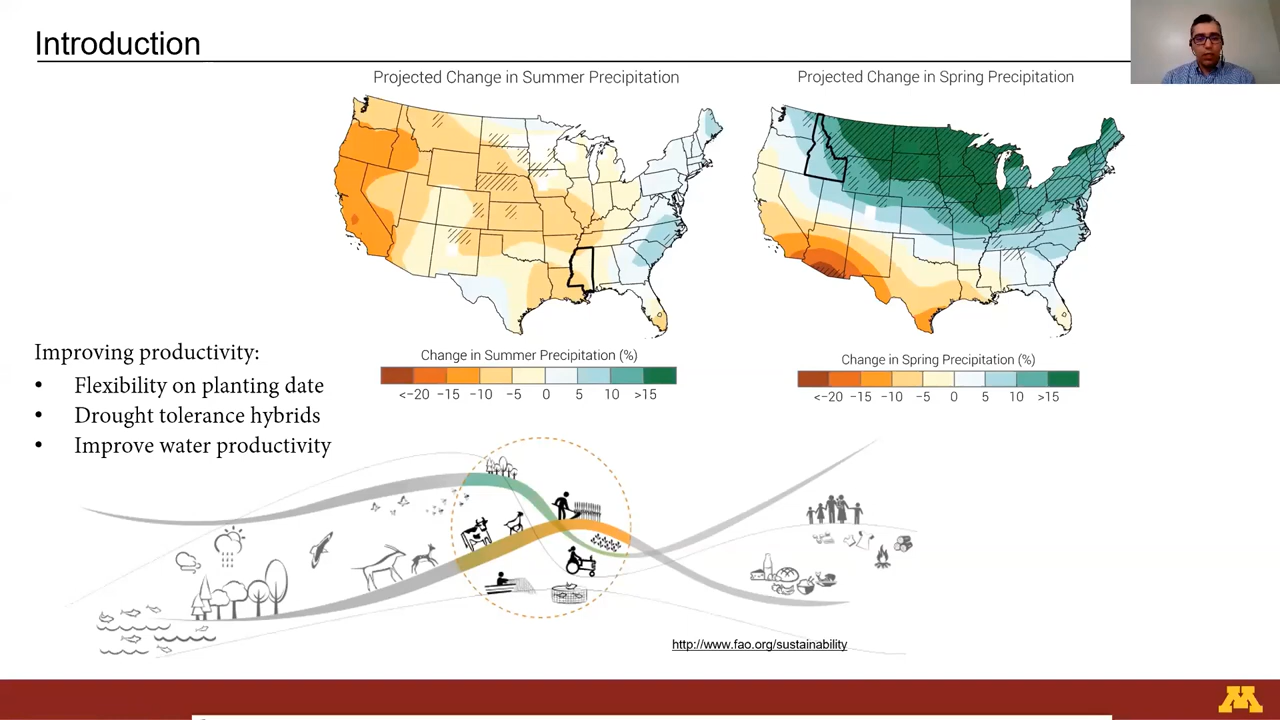 Introduction
Projected Change in Summer Precipitation
Projected Change in Spring Precipitation
Change in Summer Precipitation (%)
<−20 −15 −10 −5 0 5 10 >15
Change in Spring Precipitation (%)
<−20 −15 −10 −5 0 5 10 >15
Improving productivity:
• Flexibility on planting date
• Drought tolerance hybrids
• Improve water productivity
http://www.fao.org/sustainability
M